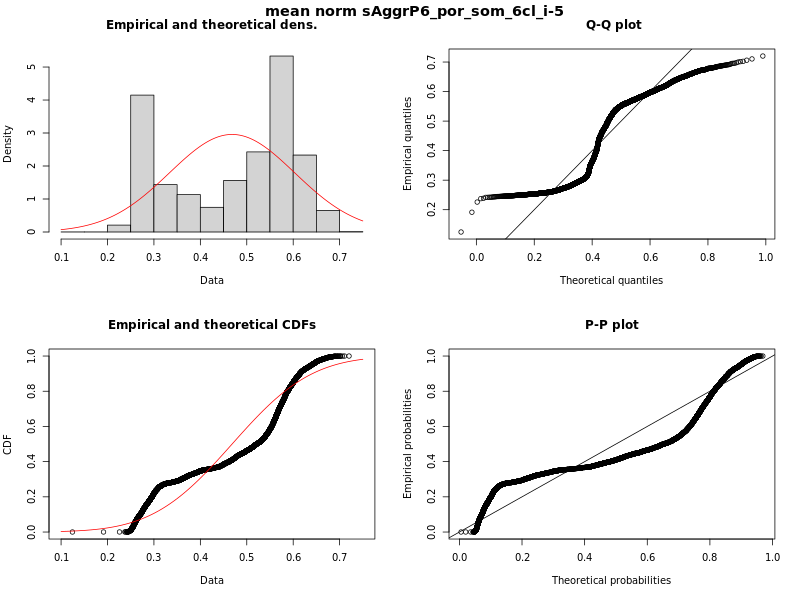 mean norm sAggrP6_por_som_6cl_i-5
Empirical and theoretical dens.
Density
0 1 2 3 4 5
0.1 0.2 0.3 0.4 0.5 0.6 0.7
Data
Q-Q plot
Empirical quantiles
0.2 0.3 0.4 0.5 0.6 0.7
0.0 0.2 0.4 0.6 0.8 1.0
Theoretical quantiles
Empirical and theoretical CDFs
CDF
0.0 0.2 0.4 0.6 0.8 1.0
0.1 0.2 0.3 0.4 0.5 0.6 0.7
Data
P-P plot
Empirical probabilities
0.0 0.2 0.4 0.6 0.8 1.0
0.0 0.2 0.4 0.6 0.8 1.0
Theoretical probabilities